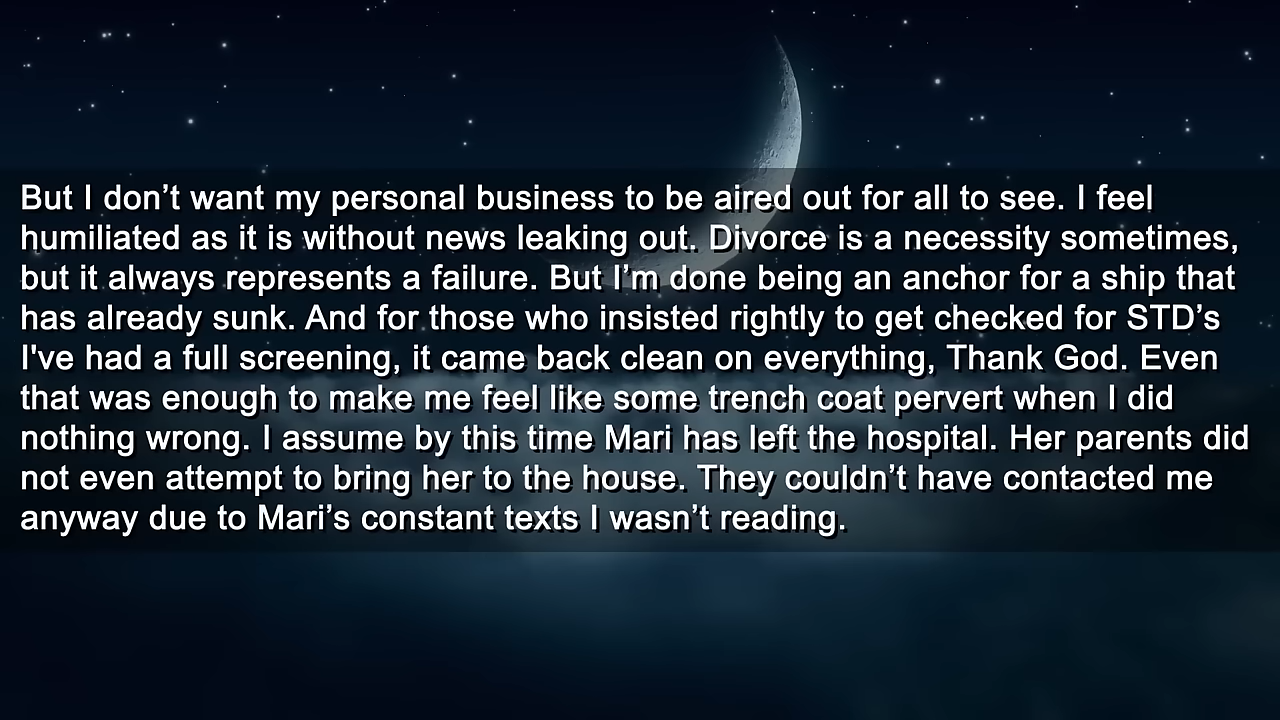 But I don’t want my personal business to be aired out for all to see. I feel
humiliated as it is without news leaking out. Divorce is a necessity sometimes,
but it always represents a failure. But I’m done being an anchor for a ship that
has already sunk. And for those who insisted rightly to get checked for STD’s
I've had a full screening, it came back clean on everything, Thank God. Even
that was enough to make me feel like some trench coat pervert when I did
nothing wrong. I assume by this time Mari has left the hospital. Her parents did
not even attempt to bring her to the house. They couldn’t have contacted me
anyway due to Mari’s constant texts I wasn’t reading.